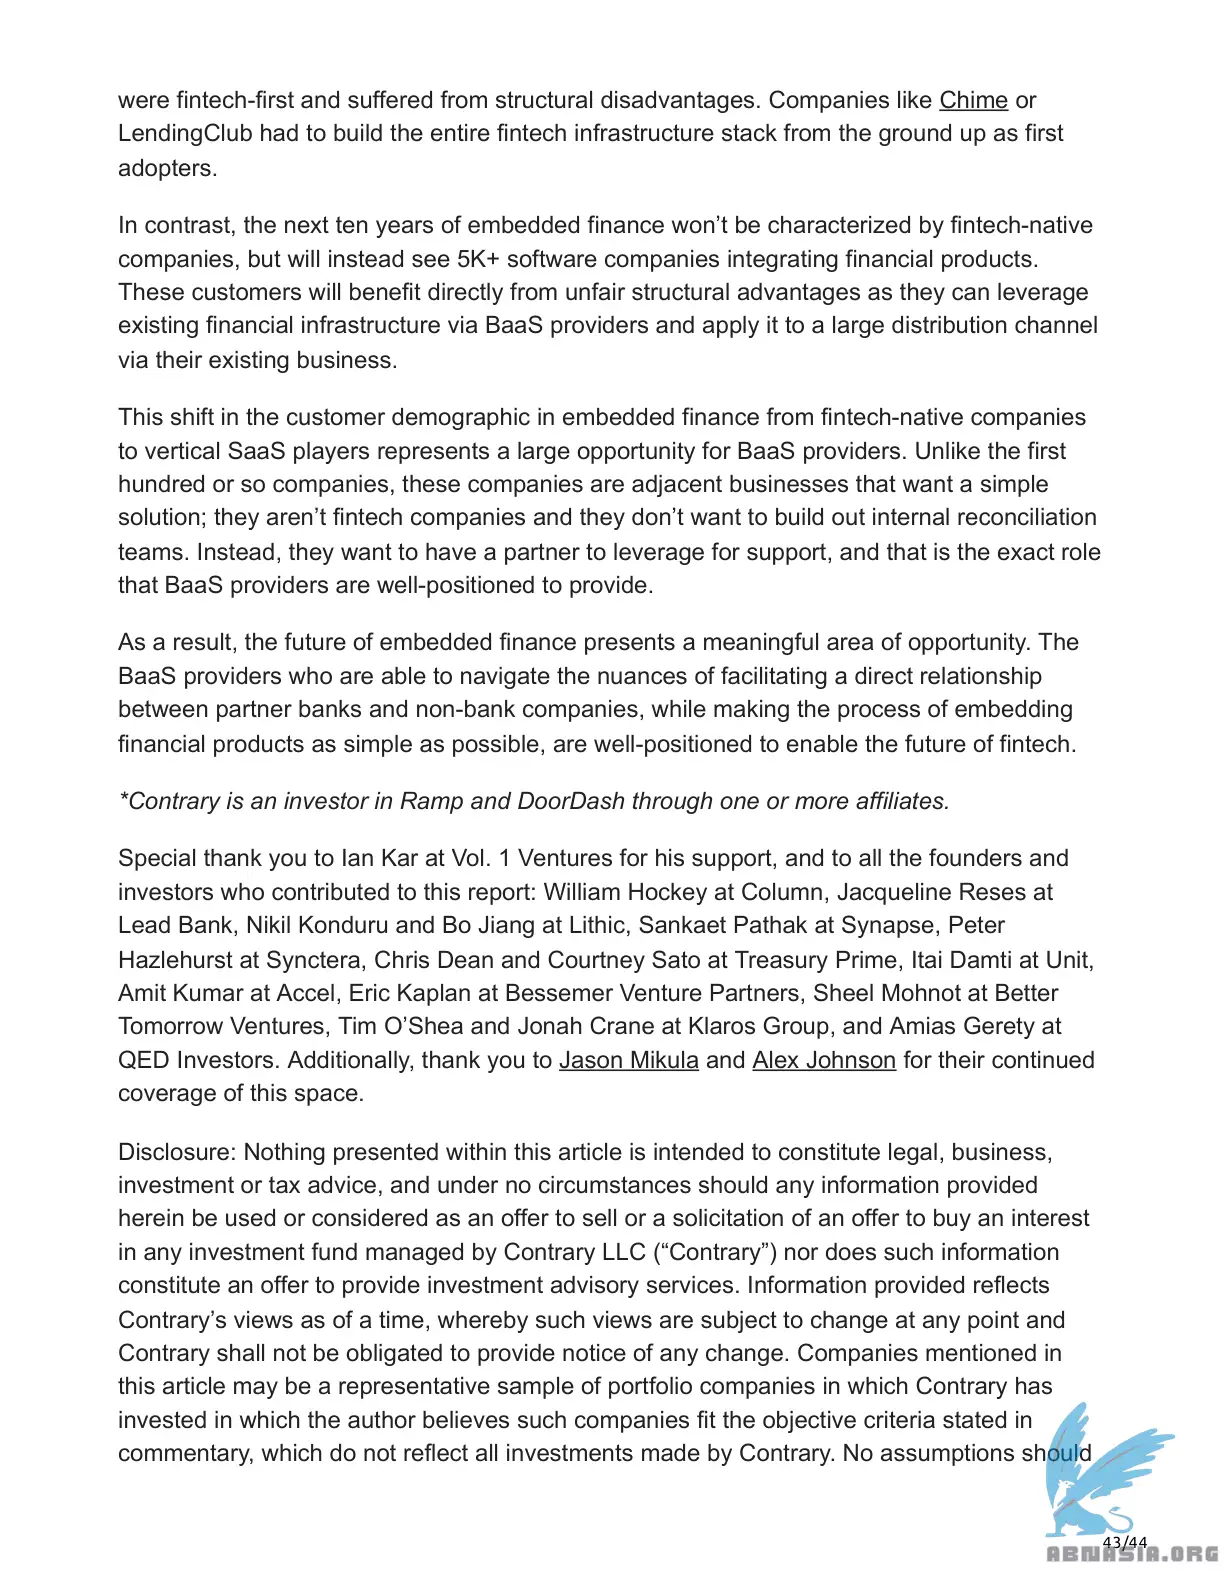 were fintech-first and suffered from structural disadvantages. Companies like Chime or
LendingClub had to build the entire fintech infrastructure stack from the ground up as first
adopters.
In contrast, the next ten years of embedded finance won’t be characterized by fintech-native
companies, but will instead see 5K+ software companies integrating financial products.
These customers will benefit directly from unfair structural advantages as they can leverage
existing financial infrastructure via BaaS providers and apply it to a large distribution channel
via their existing business.
This shift in the customer demographic in embedded finance from fintech-native companies
to vertical SaaS players represents a large opportunity for BaaS providers. Unlike the first
hundred or so companies, these companies are adjacent businesses that want a simple
solution; they aren’t fintech companies and they don’t want to build out internal reconciliation
teams. Instead, they want to have a partner to leverage for support, and that is the exact role
that BaaS providers are well-positioned to provide.
As a result, the future of embedded finance presents a meaningful area of opportunity. The
BaaS providers who are able to navigate the nuances of facilitating a direct relationship
between partner banks and non-bank companies, while making the process of embedding
financial products as simple as possible, are well-positioned to enable the future of fintech.
*Contrary is an investor in Ramp and DoorDash through one or more affiliates.
Special thank you to Ian Kar at Vol. 1 Ventures for his support, and to all the founders and
investors who contributed to this report: William Hockey at Column, Jacqueline Reses at
Lead Bank, Nikil Konduru and Bo Jiang at Lithic, Sankaet Pathak at Synapse, Peter
Hazlehurst at Synctera, Chris Dean and Courtney Sato at Treasury Prime, Itai Damti at Unit,
Amit Kumar at Accel, Eric Kaplan at Bessemer Venture Partners, Sheel Mohnot at Better
Tomorrow Ventures, Tim O’Shea and Jonah Crane at Klaros Group, and Amias Gerety at
QED Investors. Additionally, thank you to Jason Mikula and Alex Johnson for their continued
coverage of this space.
Disclosure: Nothing presented within this article is intended to constitute legal, business,
investment or tax advice, and under no circumstances should any information provided
herein be used or considered as an offer to sell or a solicitation of an offer to buy an interest
in any investment fund managed by Contrary LLC (“Contrary”) nor does such information
constitute an offer to provide investment advisory services. Information provided reflects
Contrary’s views as of a time, whereby such views are subject to change at any point and
Contrary shall not be obligated to provide notice of any change. Companies mentioned in
this article may be a representative sample of portfolio companies in which Contrary has
invested in which the author believes such companies fit the objective criteria stated in
commentary, which do not reflect all investments made by Contrary. No assumptions should
43/44
ABNASIA.ORG